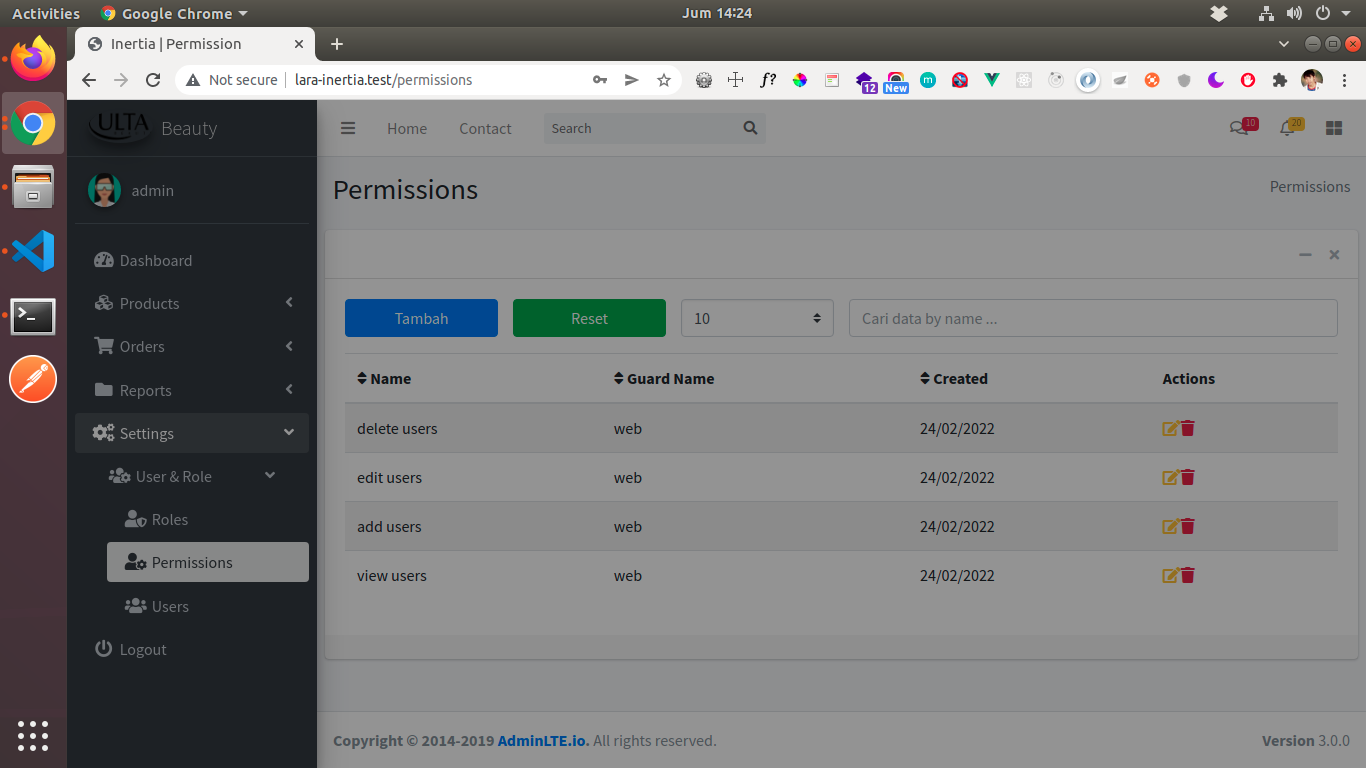 Activities Google Chrome Jum 14:24
Inertia | Permission
Not secure lara-inertia.test/permissions
f? 12 New m
ULTA Beauty Home Contact Search 10 20
Permissions Permissions
admin
Dashboard
Products
Tambah Reset 10 Cari data by name ...
Orders
Name Guard Name Created Actions
Reports
delete users web 24/02/2022
Settings
edit users web 24/02/2022
User & Role
Roles
add users web 24/02/2022
Permissions
view users web 24/02/2022
Users
Logout
Copyright © 2014-2019 AdminLTE.io. All rights reserved. Version 3.0.0